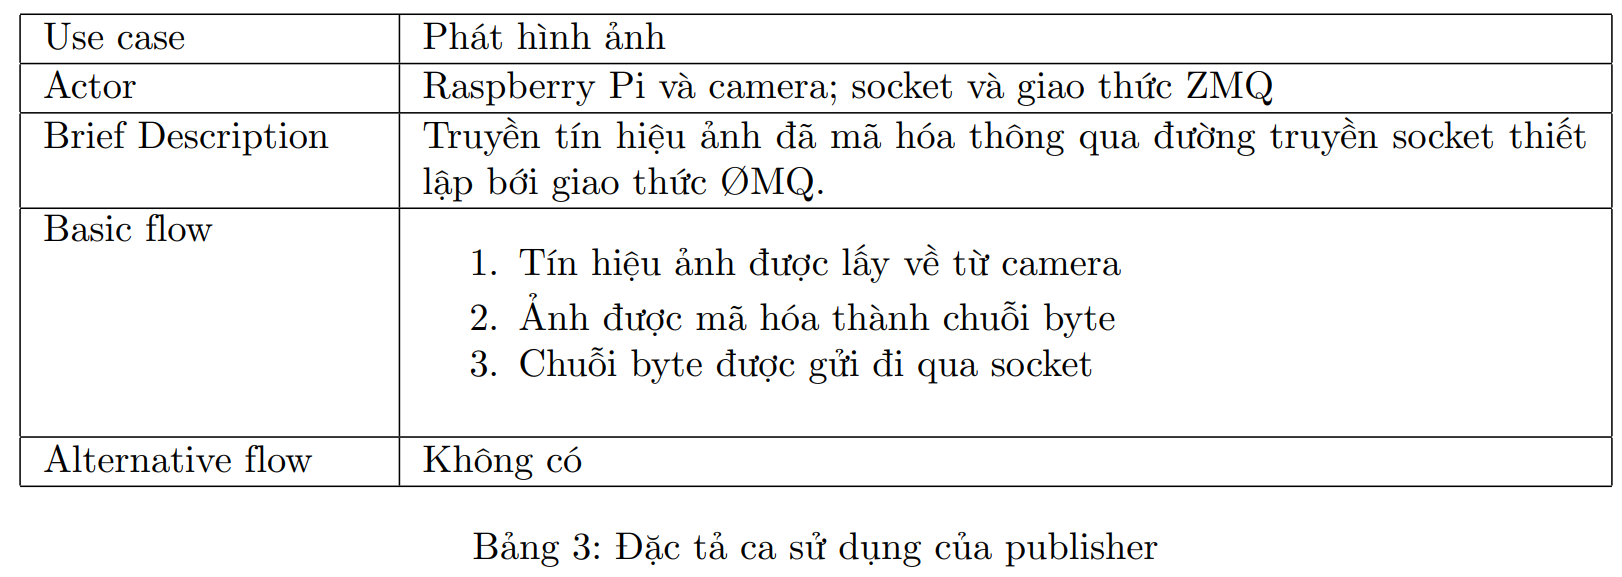 Use case Phát hình ảnh
Actor Raspberry Pi và camera; socket và giao thức ZMQ
Brief Description Truyền tín hiệu ảnh đã mã hóa thông qua đường truyền socket thiết
lập bới giao thức ØMQ.
Basic flow
1. Tín hiệu ảnh được lấy về từ camera
2. Ảnh được mã hóa thành chuỗi byte
3. Chuỗi byte được gửi đi qua socket
Alternative flow Không có
Bảng 3: Đặc tả ca sử dụng của publisher